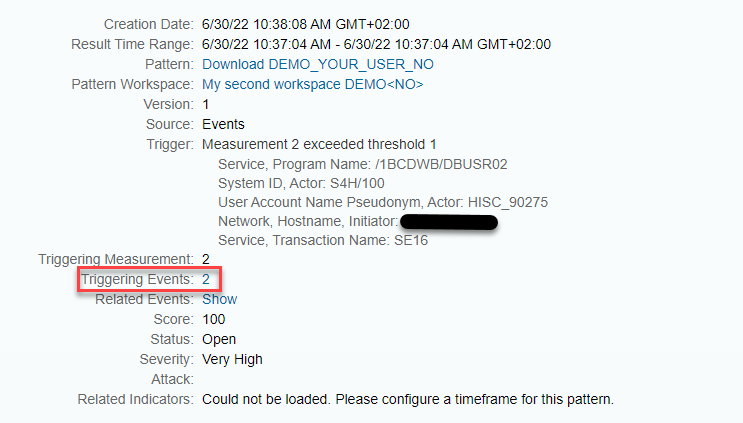 Creation Date: 6/30/22 10:38:08 AM GMT+02:00
Result Time Range: 6/30/22 10:37:04 AM - 6/30/22 10:37:04 AM GMT+02:00
Pattern: Download DEMO_YOUR_USER_NO
Pattern Workspace: My second workspace DEMO<NO>
Version: 1
Source: Events
Trigger: Measurement 2 exceeded threshold 1
Service, Program Name: /1BCDWB/DBUSR02
System ID, Actor: S4H/100
User Account Name Pseudonym, Actor: HISC_90275
Network, Hostname, Initiator:
Service, Transaction Name: SE16
Triggering Measurement: 2
Triggering Events: 2
Related Events: Show
Score: 100
Status: Open
Severity: Very High
Attack:
Related Indicators: Could not be loaded. Please configure a timeframe for this pattern.